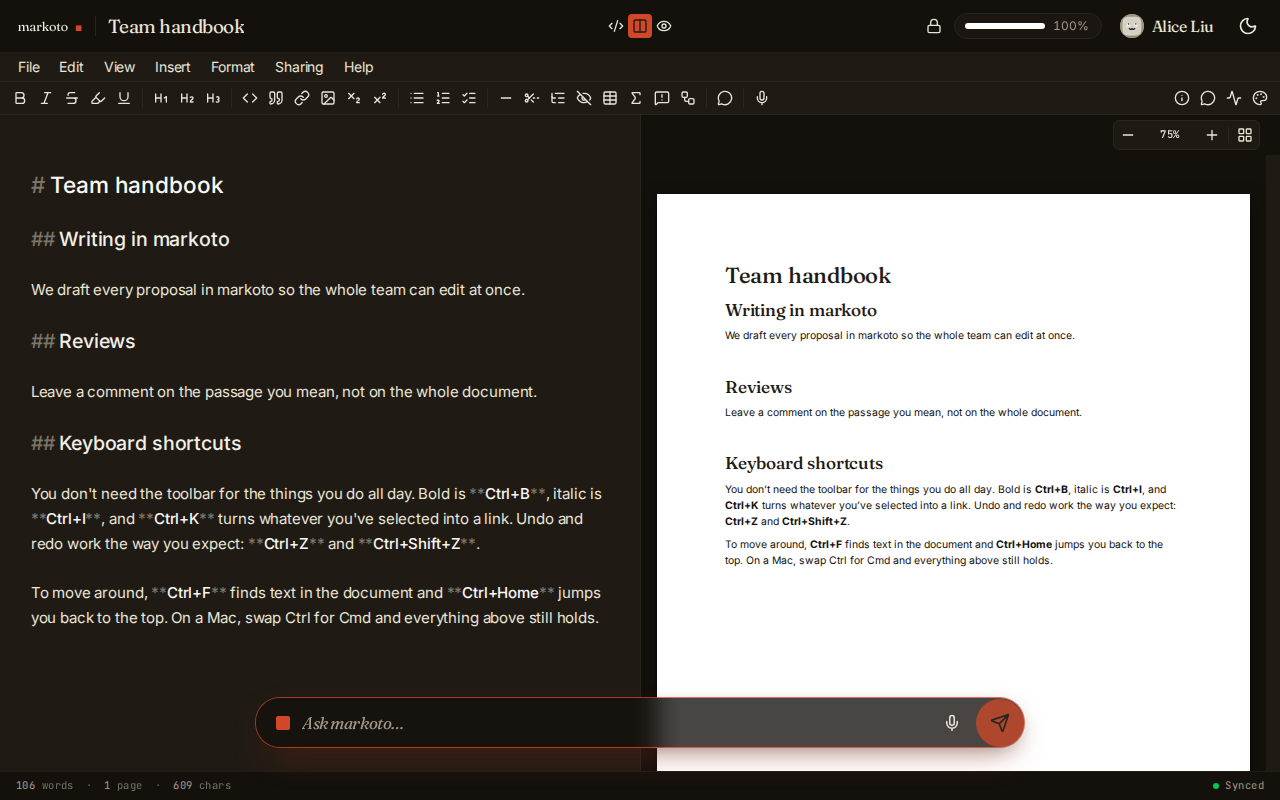 markoto
Team handbook
100%
Alice Liu
File Edit View Insert Format Sharing Help
H1 H2 H3
75%
# Team handbook
## Writing in markoto
We draft every proposal in markoto so the whole team can edit at once.
## Reviews
Leave a comment on the passage you mean, not on the whole document.
## Keyboard shortcuts
You don't need the toolbar for the things you do all day. Bold is **Ctrl+B**, italic is
**Ctrl+I**, and **Ctrl+K** turns whatever you've selected into a link. Undo and
redo work the way you expect: **Ctrl+Z** and **Ctrl+Shift+Z**.
To move around, **Ctrl+F** finds text in the document and **Ctrl+Home** jumps
you back to the top. On a Mac, swap Ctrl for Cmd and everything above still holds.
Team handbook
Writing in markoto
We draft every proposal in markoto so the whole team can edit at once.
Reviews
Leave a comment on the passage you mean, not on the whole document.
Keyboard shortcuts
You don't need the toolbar for the things you do all day. Bold is Ctrl+B, italic is Ctrl+I, and
Ctrl+K turns whatever you've selected into a link. Undo and redo work the way you expect:
Ctrl+Z and Ctrl+Shift+Z.
To move around, Ctrl+F finds text in the document and Ctrl+Home jumps you back to the
top. On a Mac, swap Ctrl for Cmd and everything above still holds.
Ask markoto...
106 words · 1 page · 609 chars
Synced